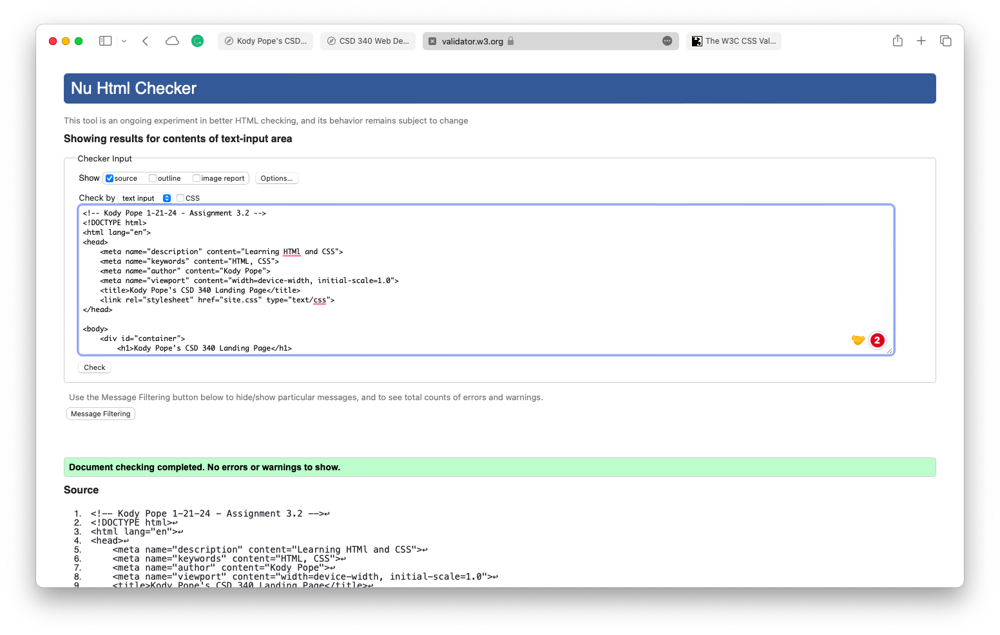 Kody Pope's CSD... CSD 340 Web De... validator.w3.org The W3C CSS Val...
Nu Html Checker
This tool is an ongoing experiment in better HTML checking, and its behavior remains subject to change
Showing results for contents of text-input area
Checker Input
Show source outline image report Options...
Check by text input CSS
<!-- Kody Pope 1-21-24 - Assignment 3.2 -->
<!DOCTYPE html>
<html lang="en">
<head>
    <meta name="description" content="Learning HTMl and CSS">
    <meta name="keywords" content="HTML, CSS">
    <meta name="author" content="Kody Pope">
    <meta name="viewport" content="width=device-width, initial-scale=1.0">
    <title>Kody Pope's CSD 340 Landing Page</title>
    <link rel="stylesheet" href="site.css" type="text/css">
</head>
<body>
    <div id="container">
        <h1>Kody Pope's CSD 340 Landing Page</h1>
2
Check
Use the Message Filtering button below to hide/show particular messages, and to see total counts of errors and warnings.
Message Filtering
Document checking completed. No errors or warnings to show.
Source
1. <!-- Kody Pope 1-21-24 - Assignment 3.2 -->↩
2. <!DOCTYPE html>↩
3. <html lang="en">↩
4. <head>↩
5.     <meta name="description" content="Learning HTMl and CSS">↩
6.     <meta name="keywords" content="HTML, CSS">↩
7.     <meta name="author" content="Kody Pope">↩
8.     <meta name="viewport" content="width=device-width, initial-scale=1.0">↩
9.     <title>Kody Pope's CSD 340 Landing Page</title>↩